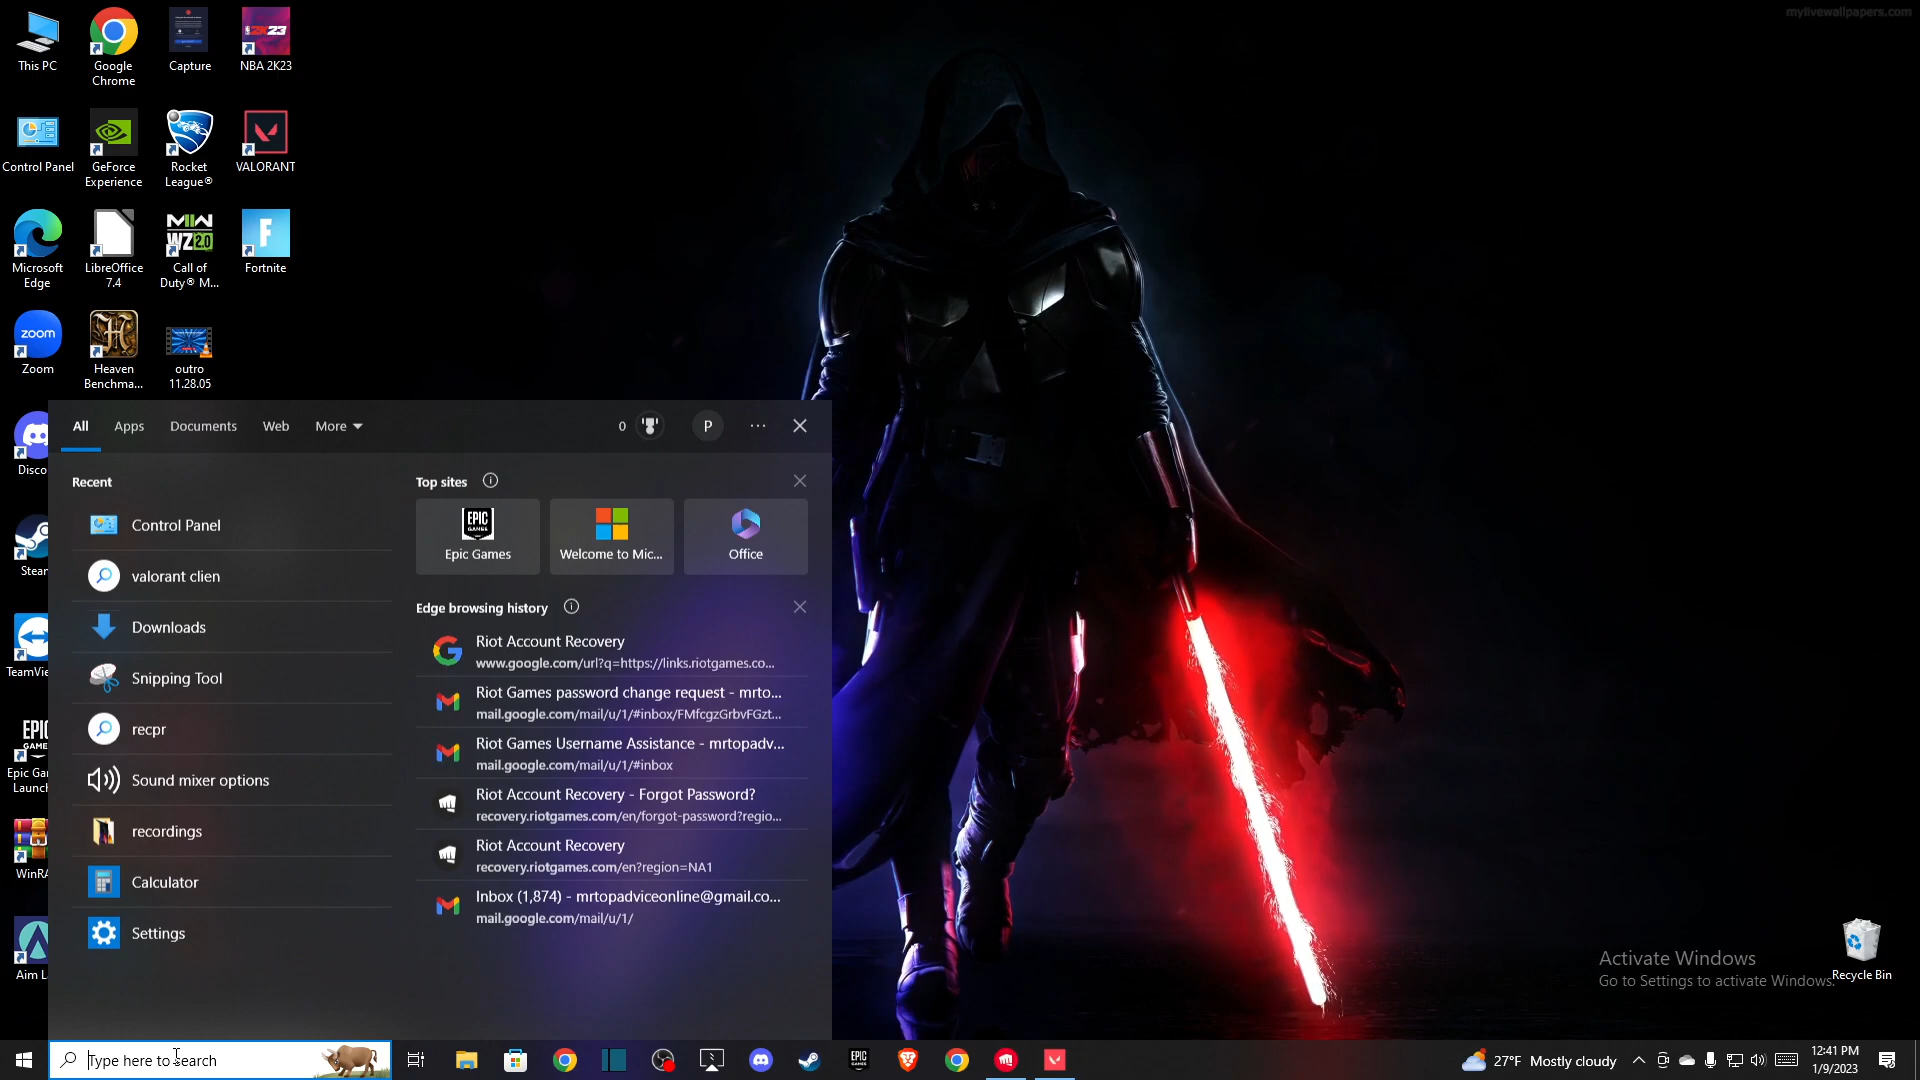 mylivewallpapers.com
This PC
Google
Chrome
Capture
NBA 2K23
Control Panel
GeForce
Experience
Rocket
League®
VALORANT
Microsoft
Edge
LibreOffice
7.4
Call of
Duty® M...
Fortnite
zoom
Zoom
Heaven
Benchma...
outro
11.28.05
Disco
Stear
TeamVie
EPIC
GAME
Epic Gar
Launch
WinRA
Aim L
All
Apps
Documents
Web
More
0
P
Recent
Control Panel
valorant clien
Downloads
Snipping Tool
recpr
Sound mixer options
recordings
Calculator
Settings
Top sites
EPIC
GAMES
Epic Games
Welcome to Mic...
Office
Edge browsing history
Riot Account Recovery
www.google.com/url?q=https://links.riotgames.co...
Riot Games password change request - mrto...
mail.google.com/mail/u/1/#inbox/FMfcgzGrbvFGzt...
Riot Games Username Assistance - mrtopadv...
mail.google.com/mail/u/1/#inbox
Riot Account Recovery - Forgot Password?
recovery.riotgames.com/en/forgot-password?regio...
Riot Account Recovery
recovery.riotgames.com/en?region=NA1
Inbox (1,874) - mrtopadviceonline@gmail.co...
mail.google.com/mail/u/1/
Activate Windows
Go to Settings to activate Windows.
Recycle Bin
Type here to search
27°F Mostly cloudy
12:41 PM
1/9/2023